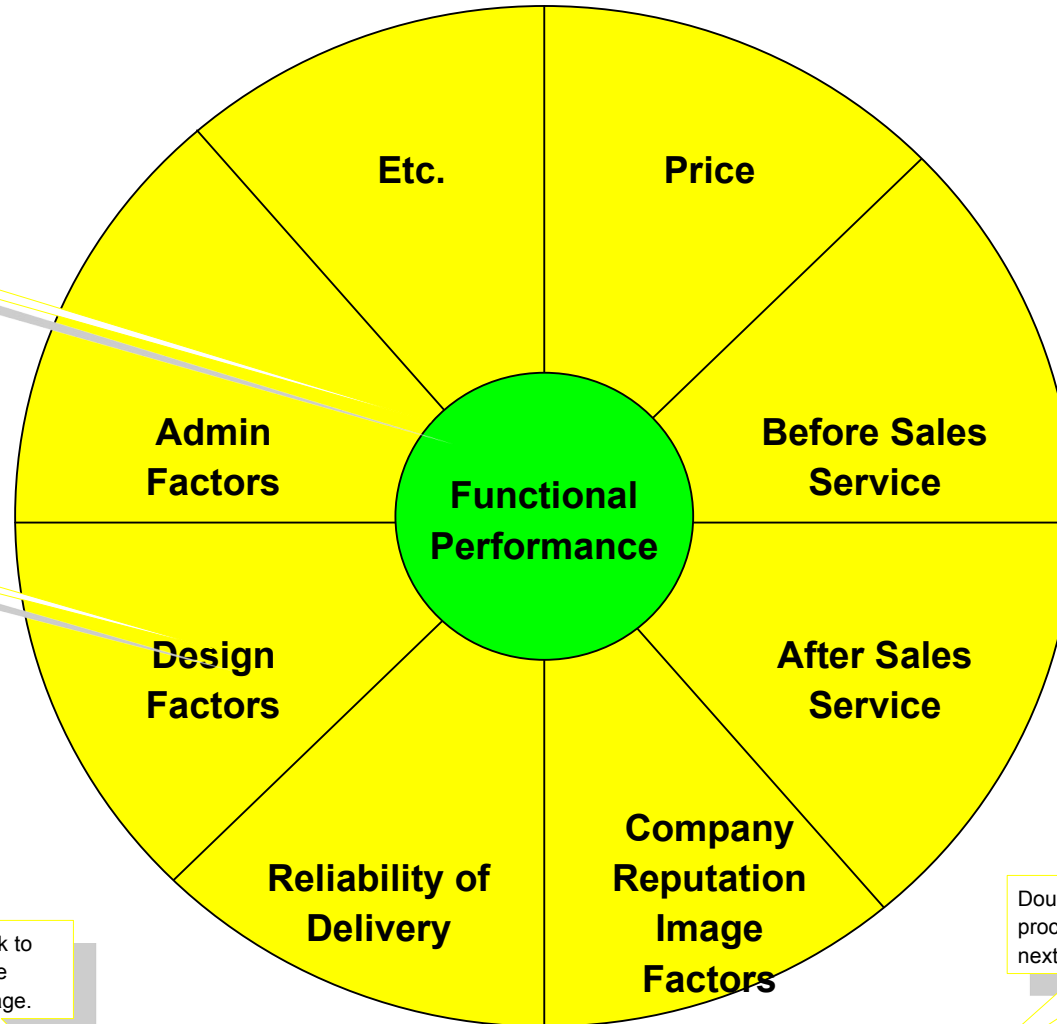 Etc.
Price
Admin
Factors
Before Sales
Service
Functional
Performance
Design
Factors
After Sales
Service
Reliability of
Delivery
Company
Reputation
Image
Factors
k to
e
ge.
Dou
proc
next